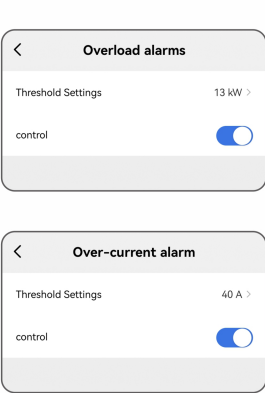 Overload alarms
Threshold Settings 13 kW >
control
Over-current alarm
Threshold Settings 40 A >
control